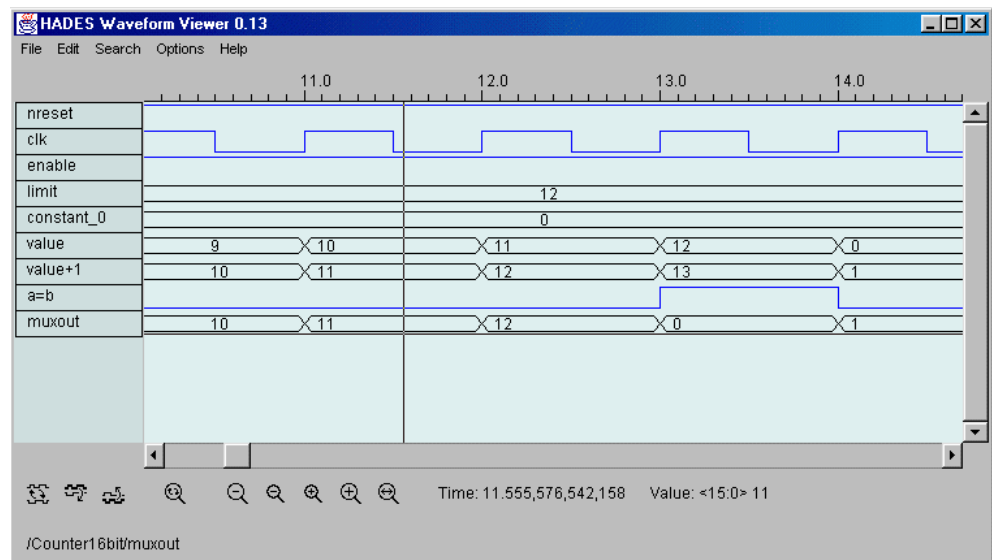 HADES Waveform Viewer 0.13
File Edit Search Options Help
11.0 12.0 13.0 14.0
nreset
clk
enable
limit 12
constant_0 0
value 9 10 11 12 0
value+1 10 11 12 13 1
a=b
muxout 10 11 12 0 1
Time: 11.555,576,542,158 Value: <15:0> 11
/Counter16bit/muxout